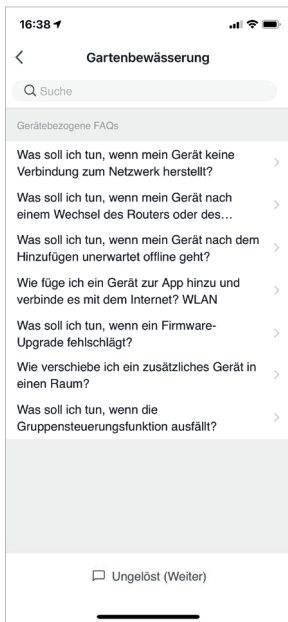 16:38
Gartenbewässerung
Suche
Gerätebezogene FAQs
Was soll ich tun, wenn mein Gerät keine
Verbindung zum Netzwerk herstellt?
Was soll ich tun, wenn mein Gerät nach
einem Wechsel des Routers oder des…
Was soll ich tun, wenn mein Gerät nach dem
Hinzufügen unerwartet offline geht?
Wie füge ich ein Gerät zur App hinzu und
verbinde es mit dem Internet? WLAN
Was soll ich tun, wenn ein Firmware-
Upgrade fehlschlägt?
Wie verschiebe ich ein zusätzliches Gerät in
einen Raum?
Was soll ich tun, wenn die
Gruppensteuerungsfunktion ausfällt?
Ungelöst (Weiter)